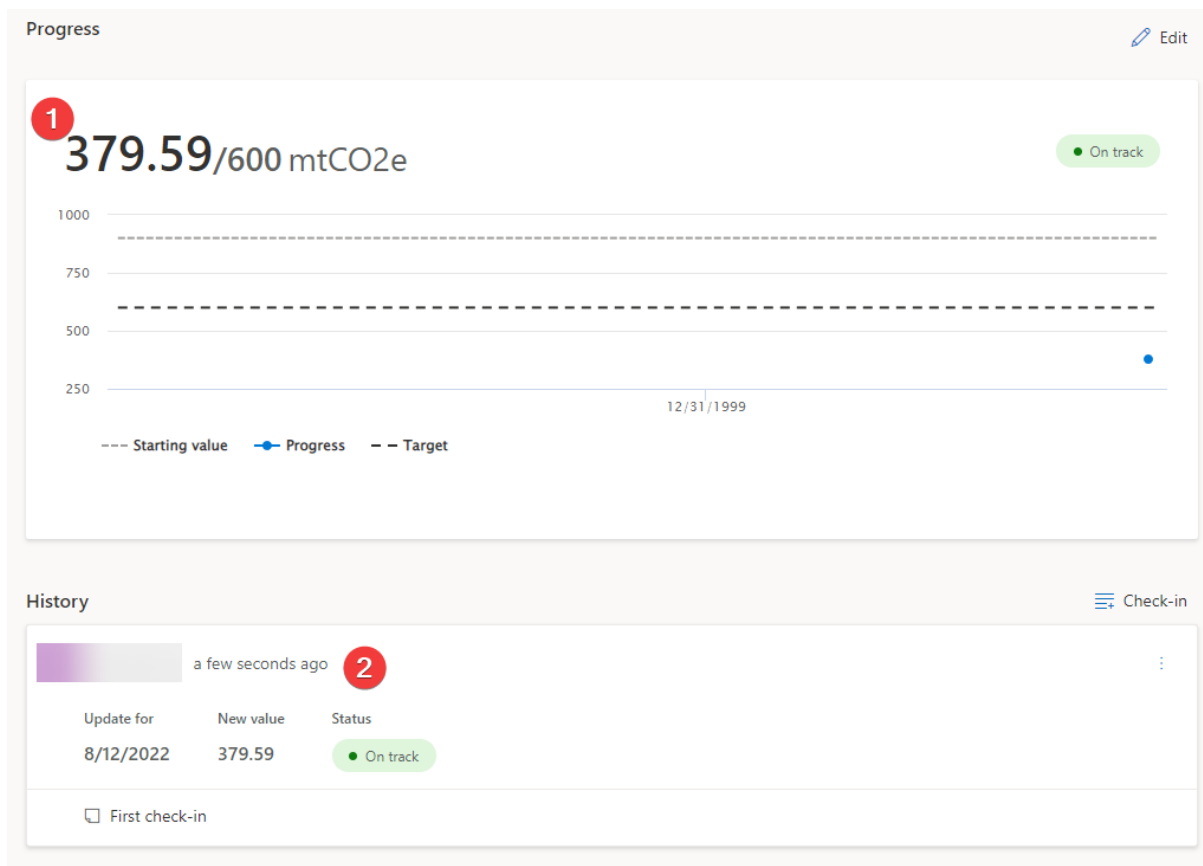 Progress
Edit
1
379.59/600 mtCO2e
On track
1000
750
500
250
12/31/1999
Starting value Progress Target
History
Check-in
a few seconds ago 2
Update for New value Status
8/12/2022 379.59 On track
First check-in